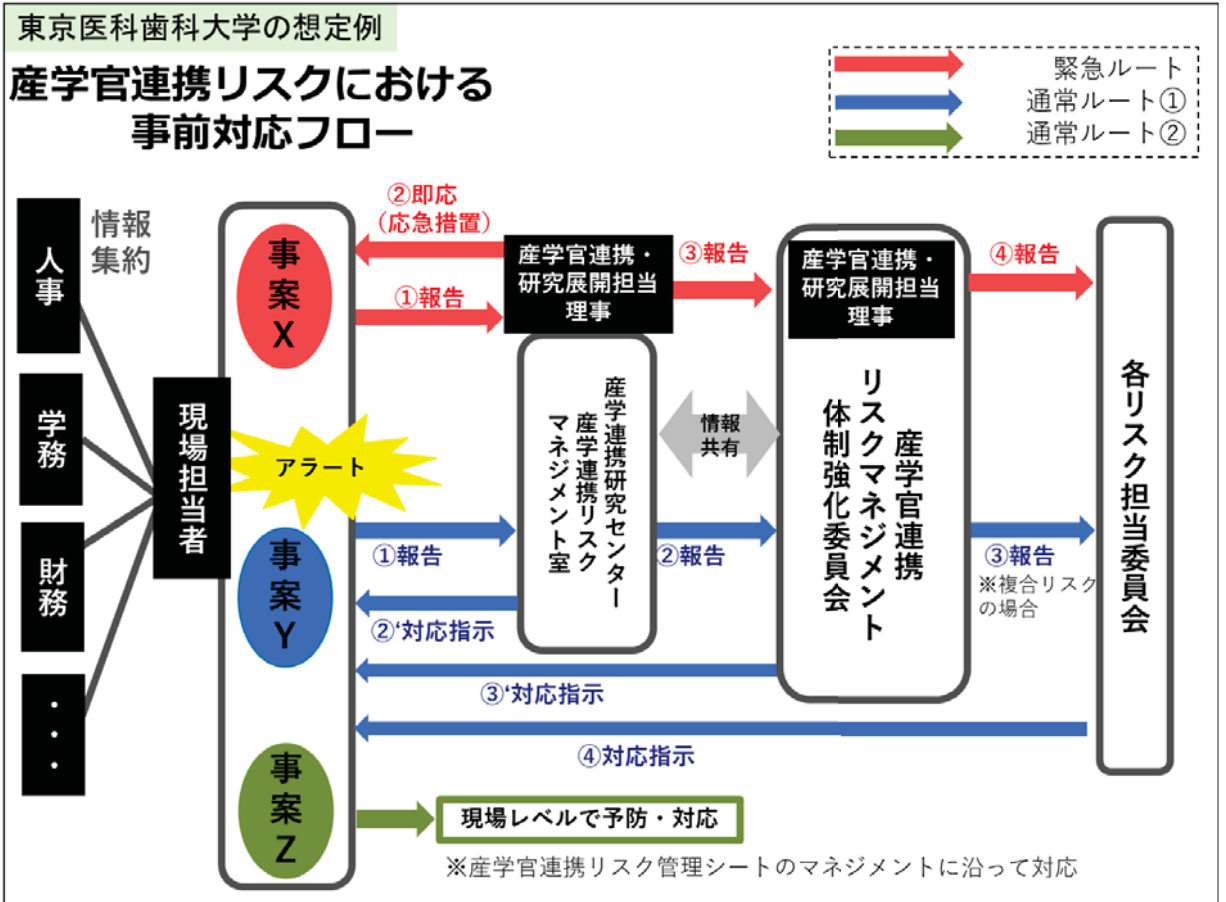 東京医科歯科大学の想定例
産学官連携リスクにおける
事前対応フロー
緊急ルート
通常ルート①
通常ルート②
人事
学務
財務
・・・
情報
集約
現場担当者
事案X
アラート
事案Y
事案Z
②即応
（応急措置）
①報告
産学官連携・
研究展開担当
理事
③報告
産学官連携・
研究展開担当
理事
④報告
産学連携研究センター
産学連携リスク
マネジメント室
情報
共有
産学官連携
リスクマネジメント
体制強化委員会
各リスク担当委員会
①報告
②報告
③報告
※複合リスク
の場合
②‘対応指示
③‘対応指示
④対応指示
現場レベルで予防・対応
※産学官連携リスク管理シートのマネジメントに沿って対応